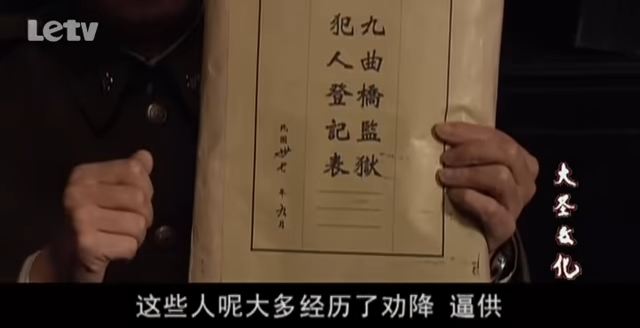 Letv
九曲橋監獄
犯人登記表
民國卅七年九月
大圣文化
这些人呢大多经历了劝降 逼供